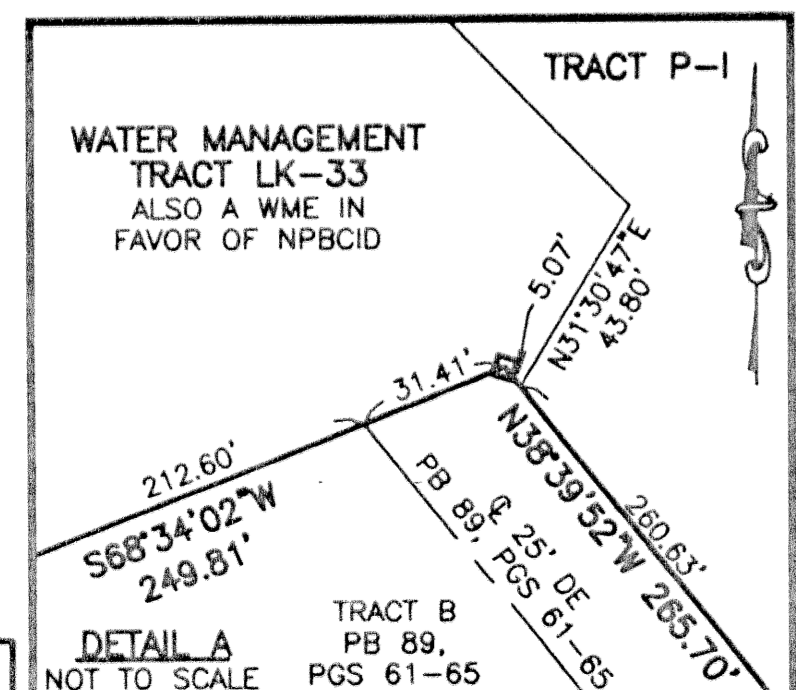 TRACT P-I
WATER MANAGEMENT
TRACT LK-33
ALSO A WME IN
FAVOR OF NPBCID
5.07'
N31°30'47"E
43.80'
31.41'
212.60'
S68°34'02"W
249.81'
N38°39'52"W 265.70'
260.63'
℄ 25' DE
PB 89, PGS 61-65
TRACT B
PB 89,
PGS 61-65
DETAIL A
NOT TO SCALE